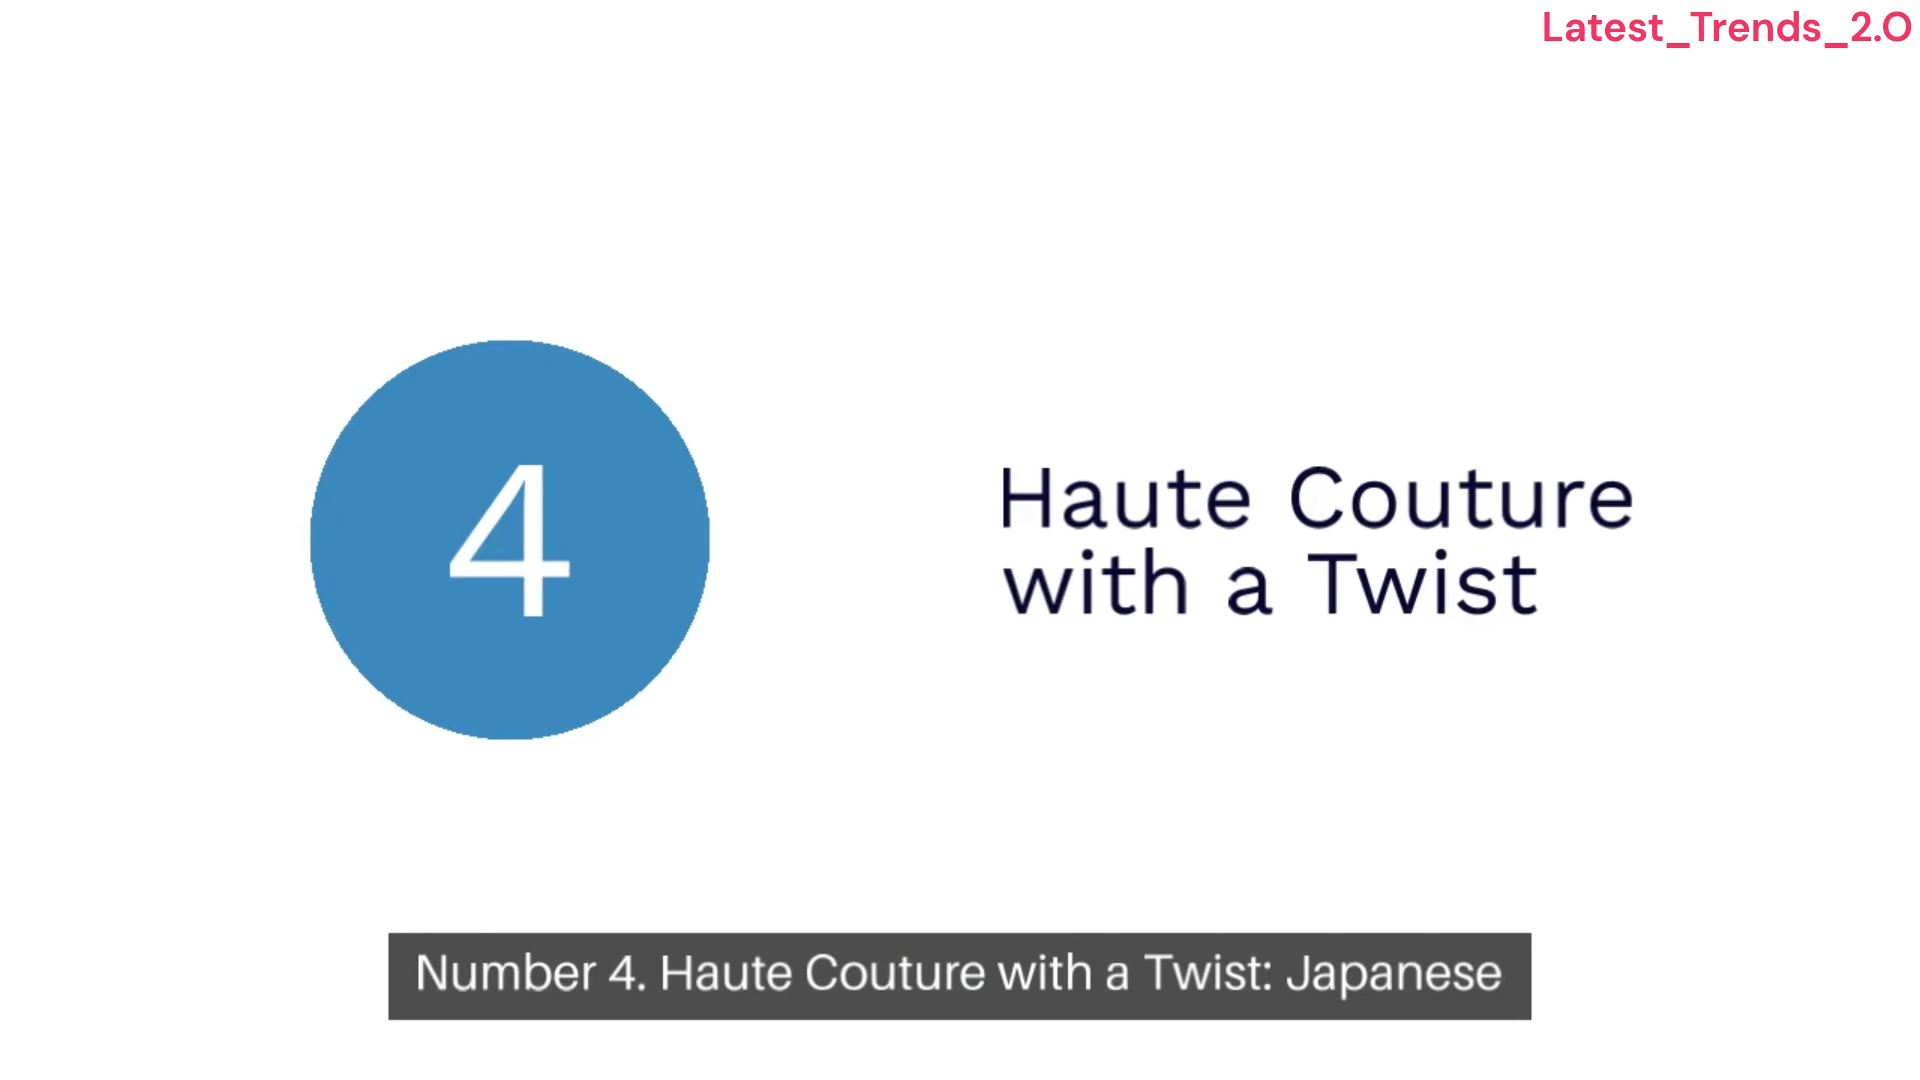 Latest_Trends_2.O
4
Haute Couture
with a Twist
Number 4. Haute Couture with a Twist: Japanese